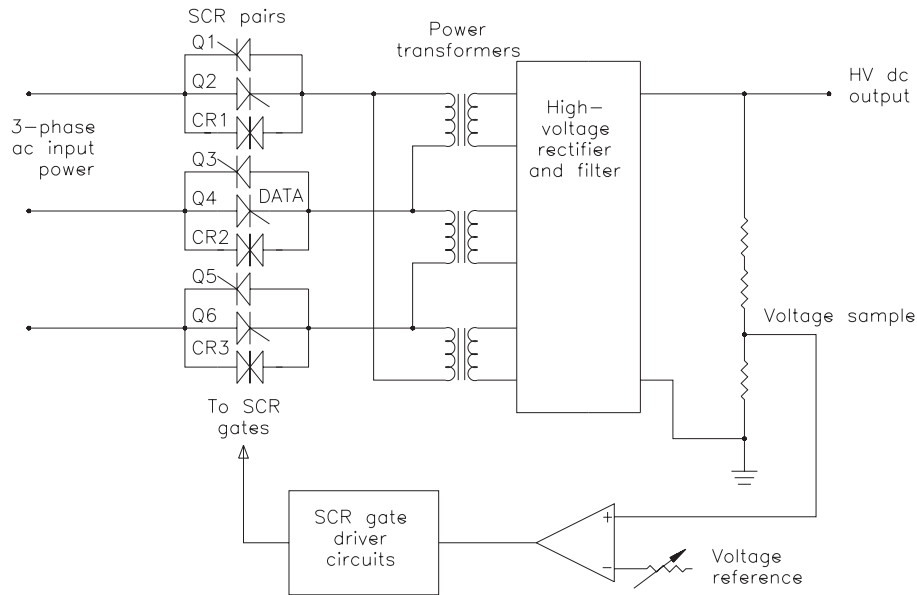 SCR pairs
Q1
Q2
CR1
Q3
Q4
DATA
CR2
Q5
Q6
CR3
To SCR
gates
3-phase
ac input
power
Power
transformers
High-
voltage
rectifier
and filter
HV dc
output
Voltage sample
SCR gate
driver
circuits
+
-
Voltage
reference